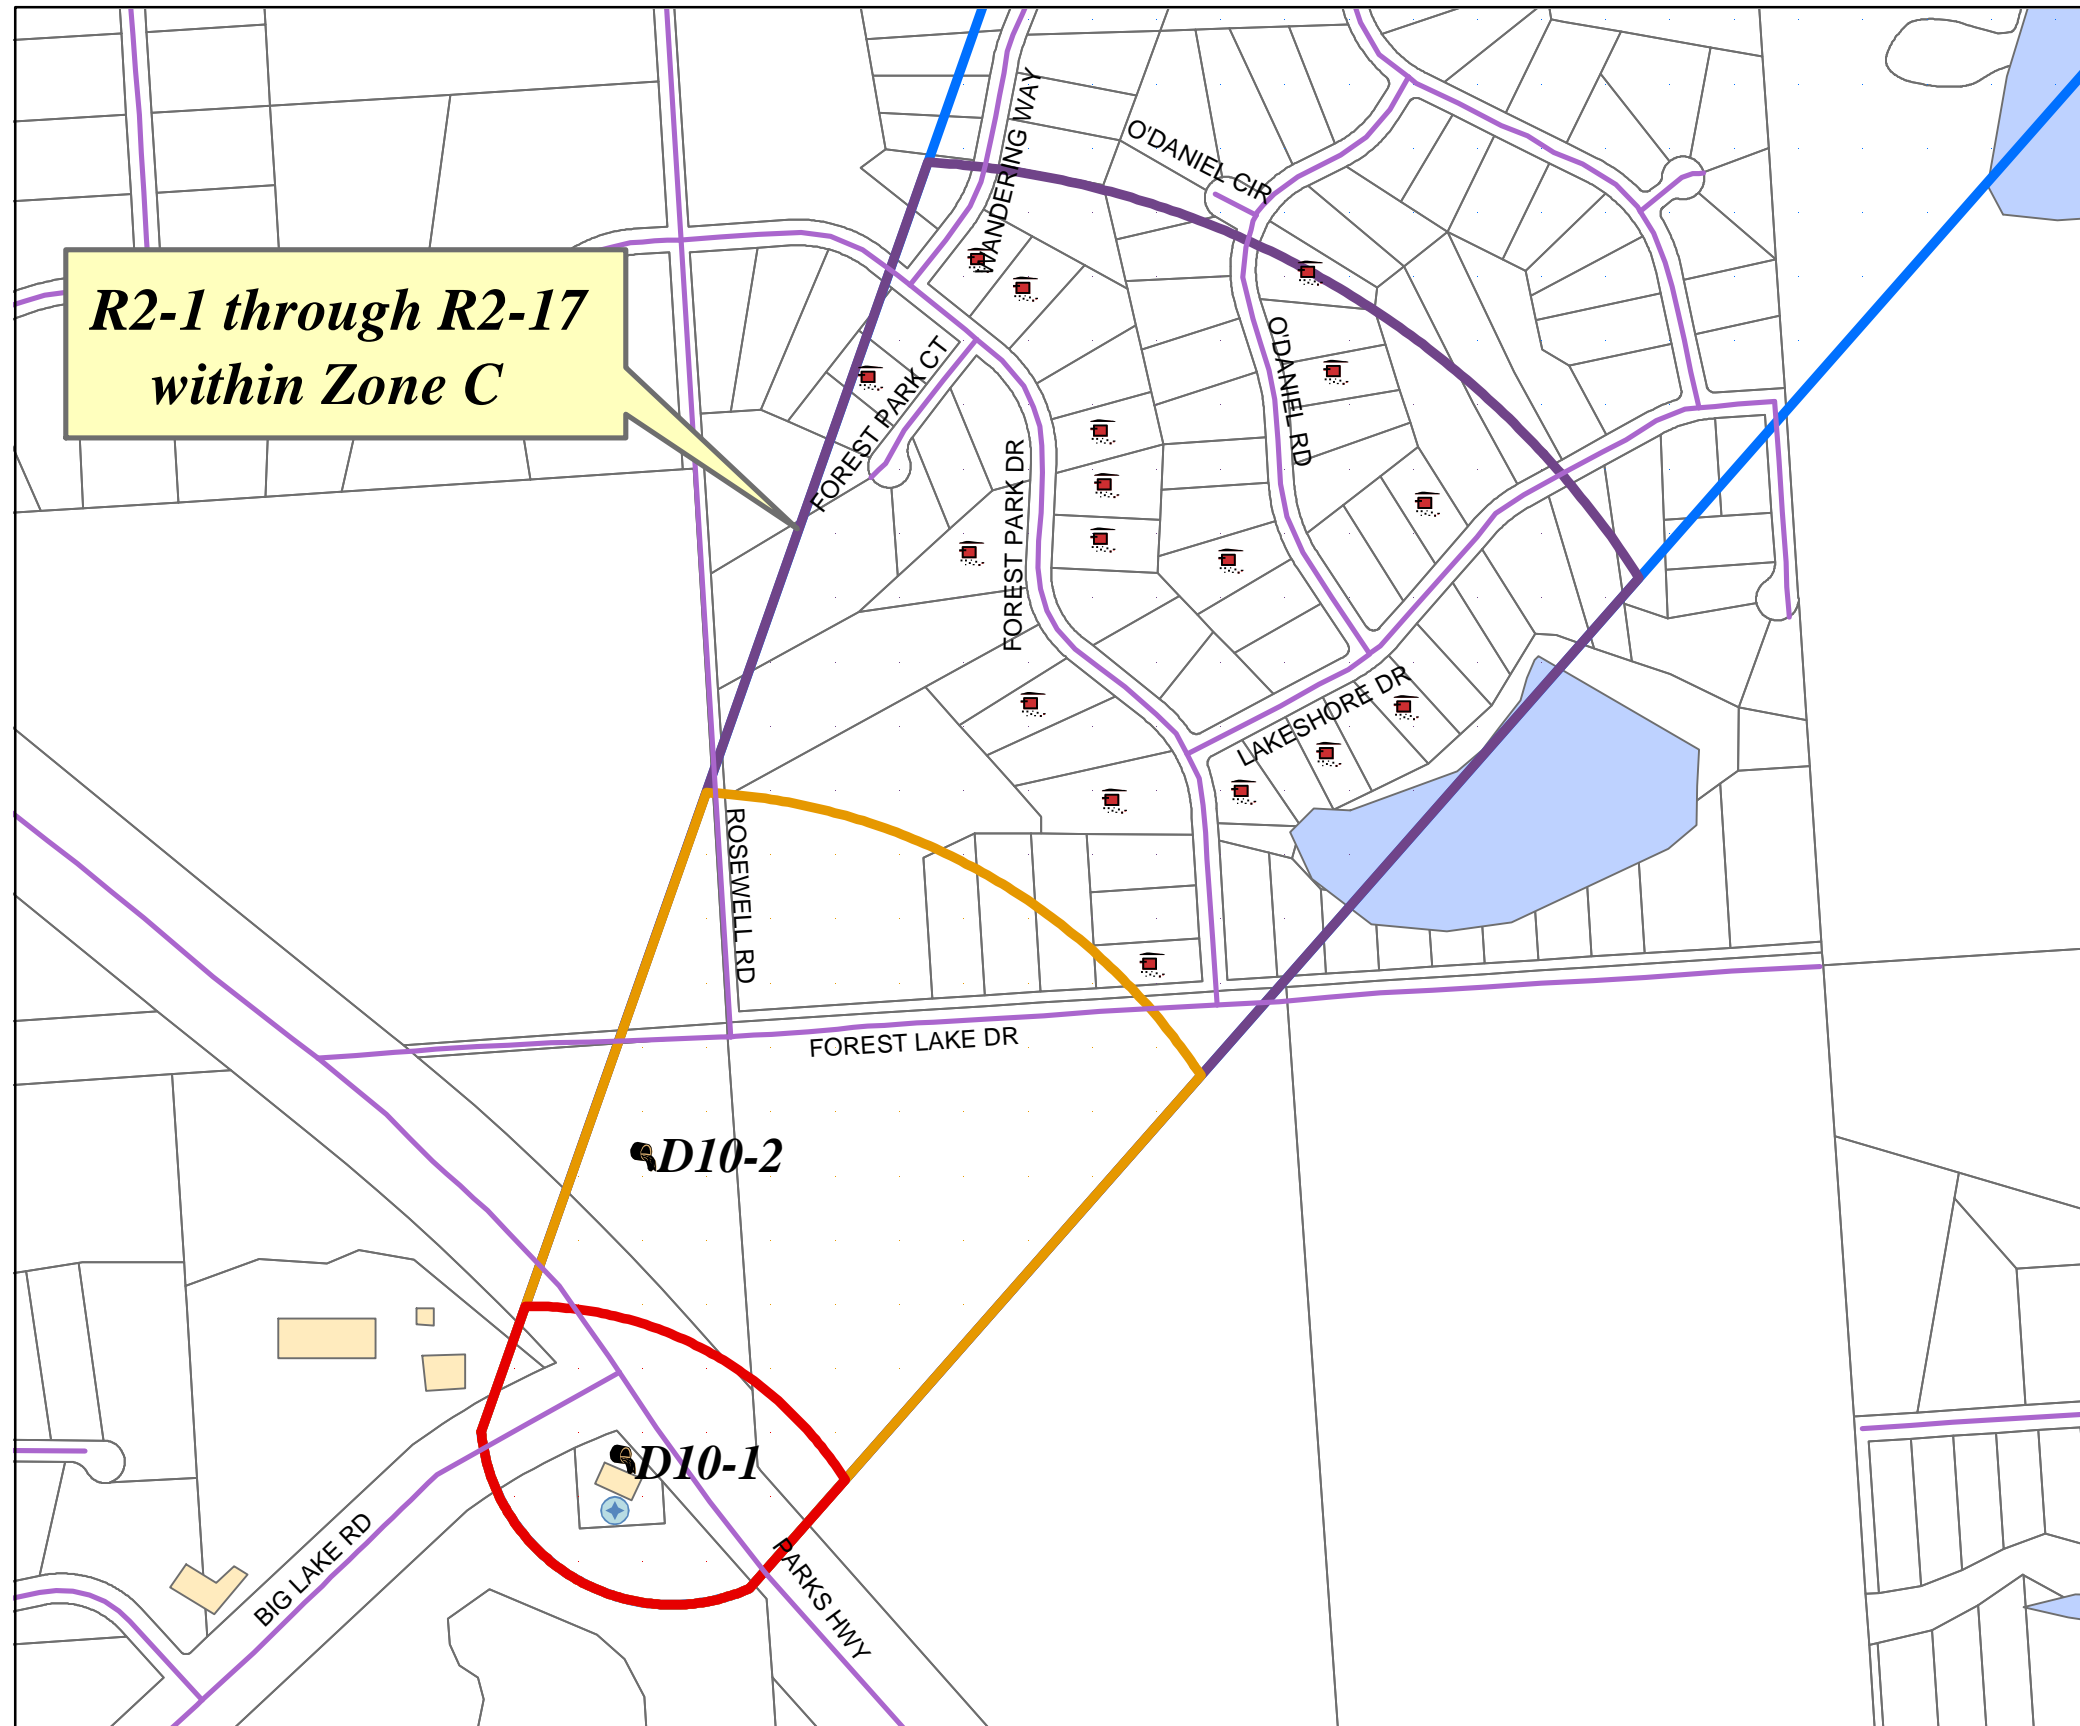 WANDERING WAY
O'DANIEL CIR
R2-1 through R2-17
within Zone C
FOREST PARK CT
O'DANIEL RD
FOREST PARK DR
LAKESHORE DR
ROSEWELL RD
FOREST LAKE DR
D10-2
D10-1
BIG LAKE RD
PARKS HWY